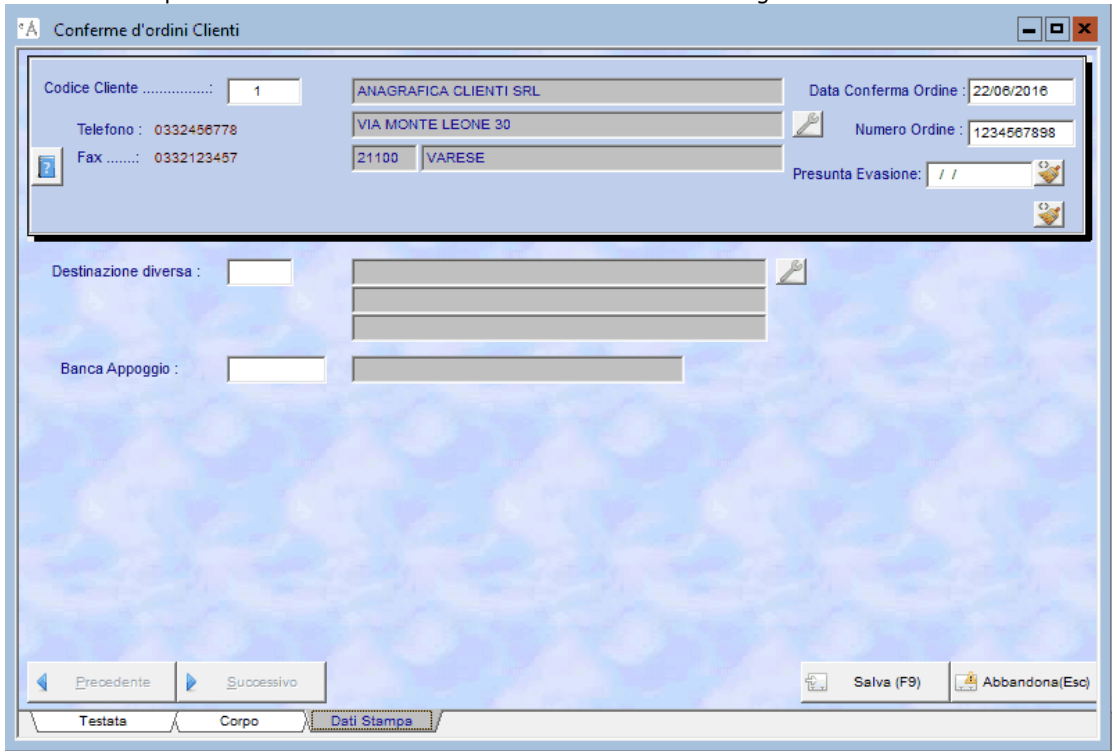 Conferme d'ordini Clienti
Codice Cliente ................: 1 ANAGRAFICA CLIENTI SRL Data Conferma Ordine : 22/06/2016
Telefono : 0332456778 VIA MONTE LEONE 30 Numero Ordine : 1234567898
Fax ......: 0332123457 21100 VARESE Presunta Evasione: / /
Destinazione diversa :
Banca Appoggio :
Precedente Successivo Salva (F9) Abbandona(Esc)
Testata Corpo Dati Stampa